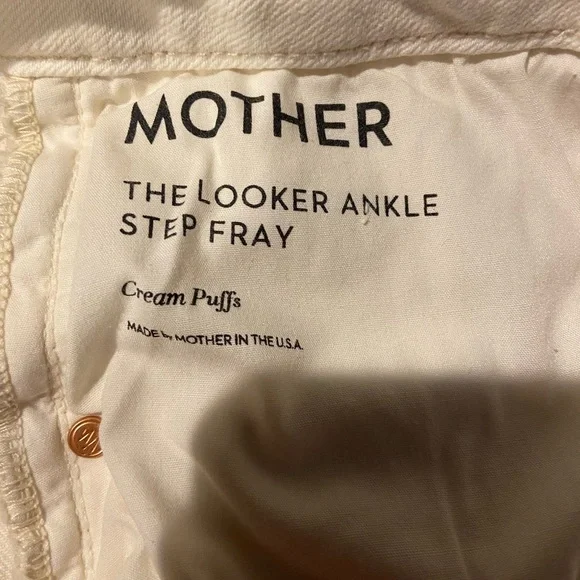 MOTHER
THE LOOKER ANKLE
STEP FRAY
Cream Puffs
MADE by MOTHER IN THE U.S.A.